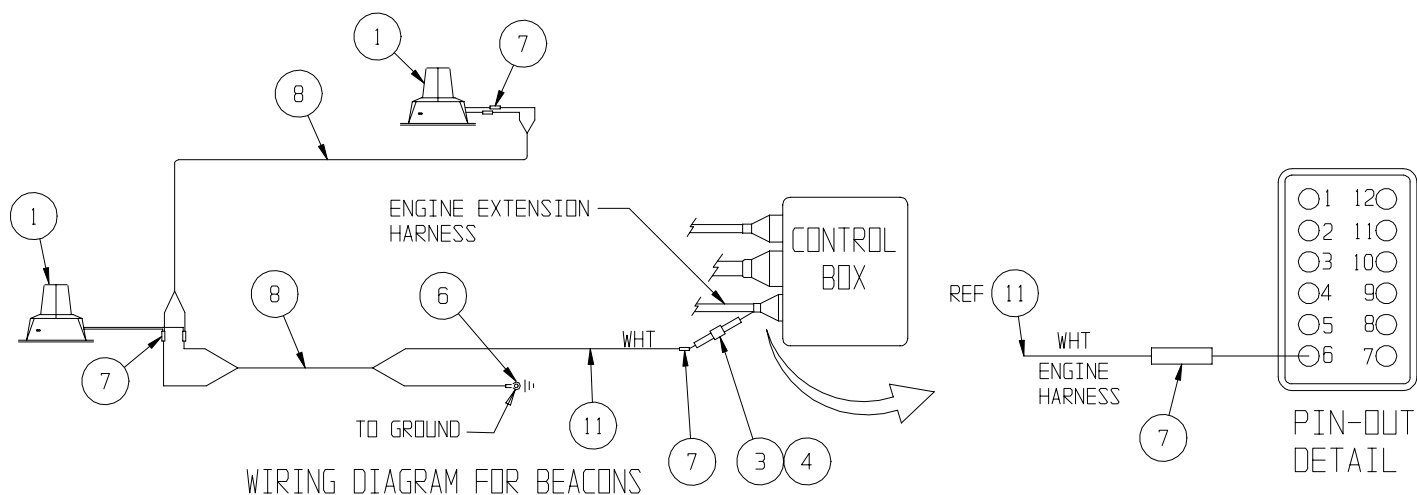 1
7
8
1
ENGINE EXTENSION
HARNESS
CONTROL
BOX
1 12
2 11
3 10
4 9
5 8
6 7
REF 11
WHT
ENGINE
HARNESS
7
PIN-OUT
DETAIL
8
6
WHT
7
TO GROUND
11
7
3
4
WIRING DIAGRAM FOR BEACONS